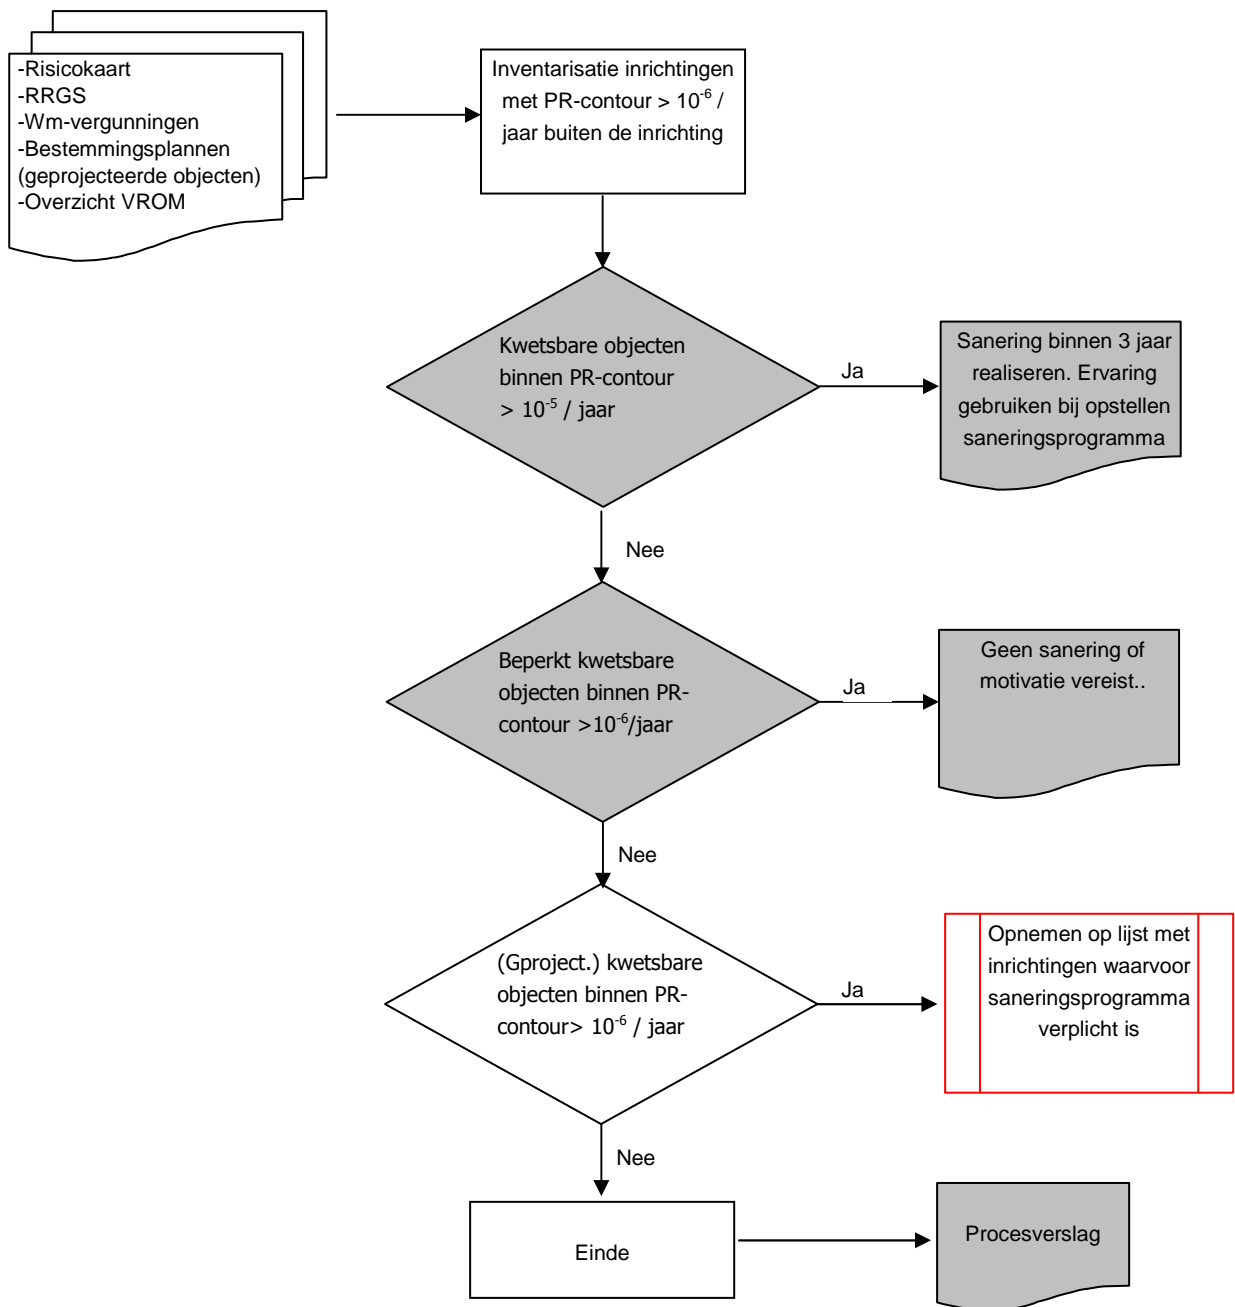 -Risicokaart
-RRGS
-Wm-vergunningen
-Bestemmingsplannen
(geprojecteerde objecten)
-Overzicht VROM
Inventarisatie inrichtingen
met PR-contour > 10⁻⁶ /
jaar buiten de inrichting
Kwetsbare objecten
binnen PR-contour
> 10⁻⁵ / jaar
Ja
Sanering binnen 3 jaar
realiseren. Ervaring
gebruiken bij opstellen
saneringsprogramma
Nee
Beperkt kwetsbare
objecten binnen PR-
contour >10⁻⁶/jaar
Ja
Geen sanering of
motivatie vereist..
Nee
(Gproject.) kwetsbare
objecten binnen PR-
contour> 10⁻⁶ / jaar
Ja
Opnemen op lijst met
inrichtingen waarvoor
saneringsprogramma
verplicht is
Nee
Einde
Procesverslag